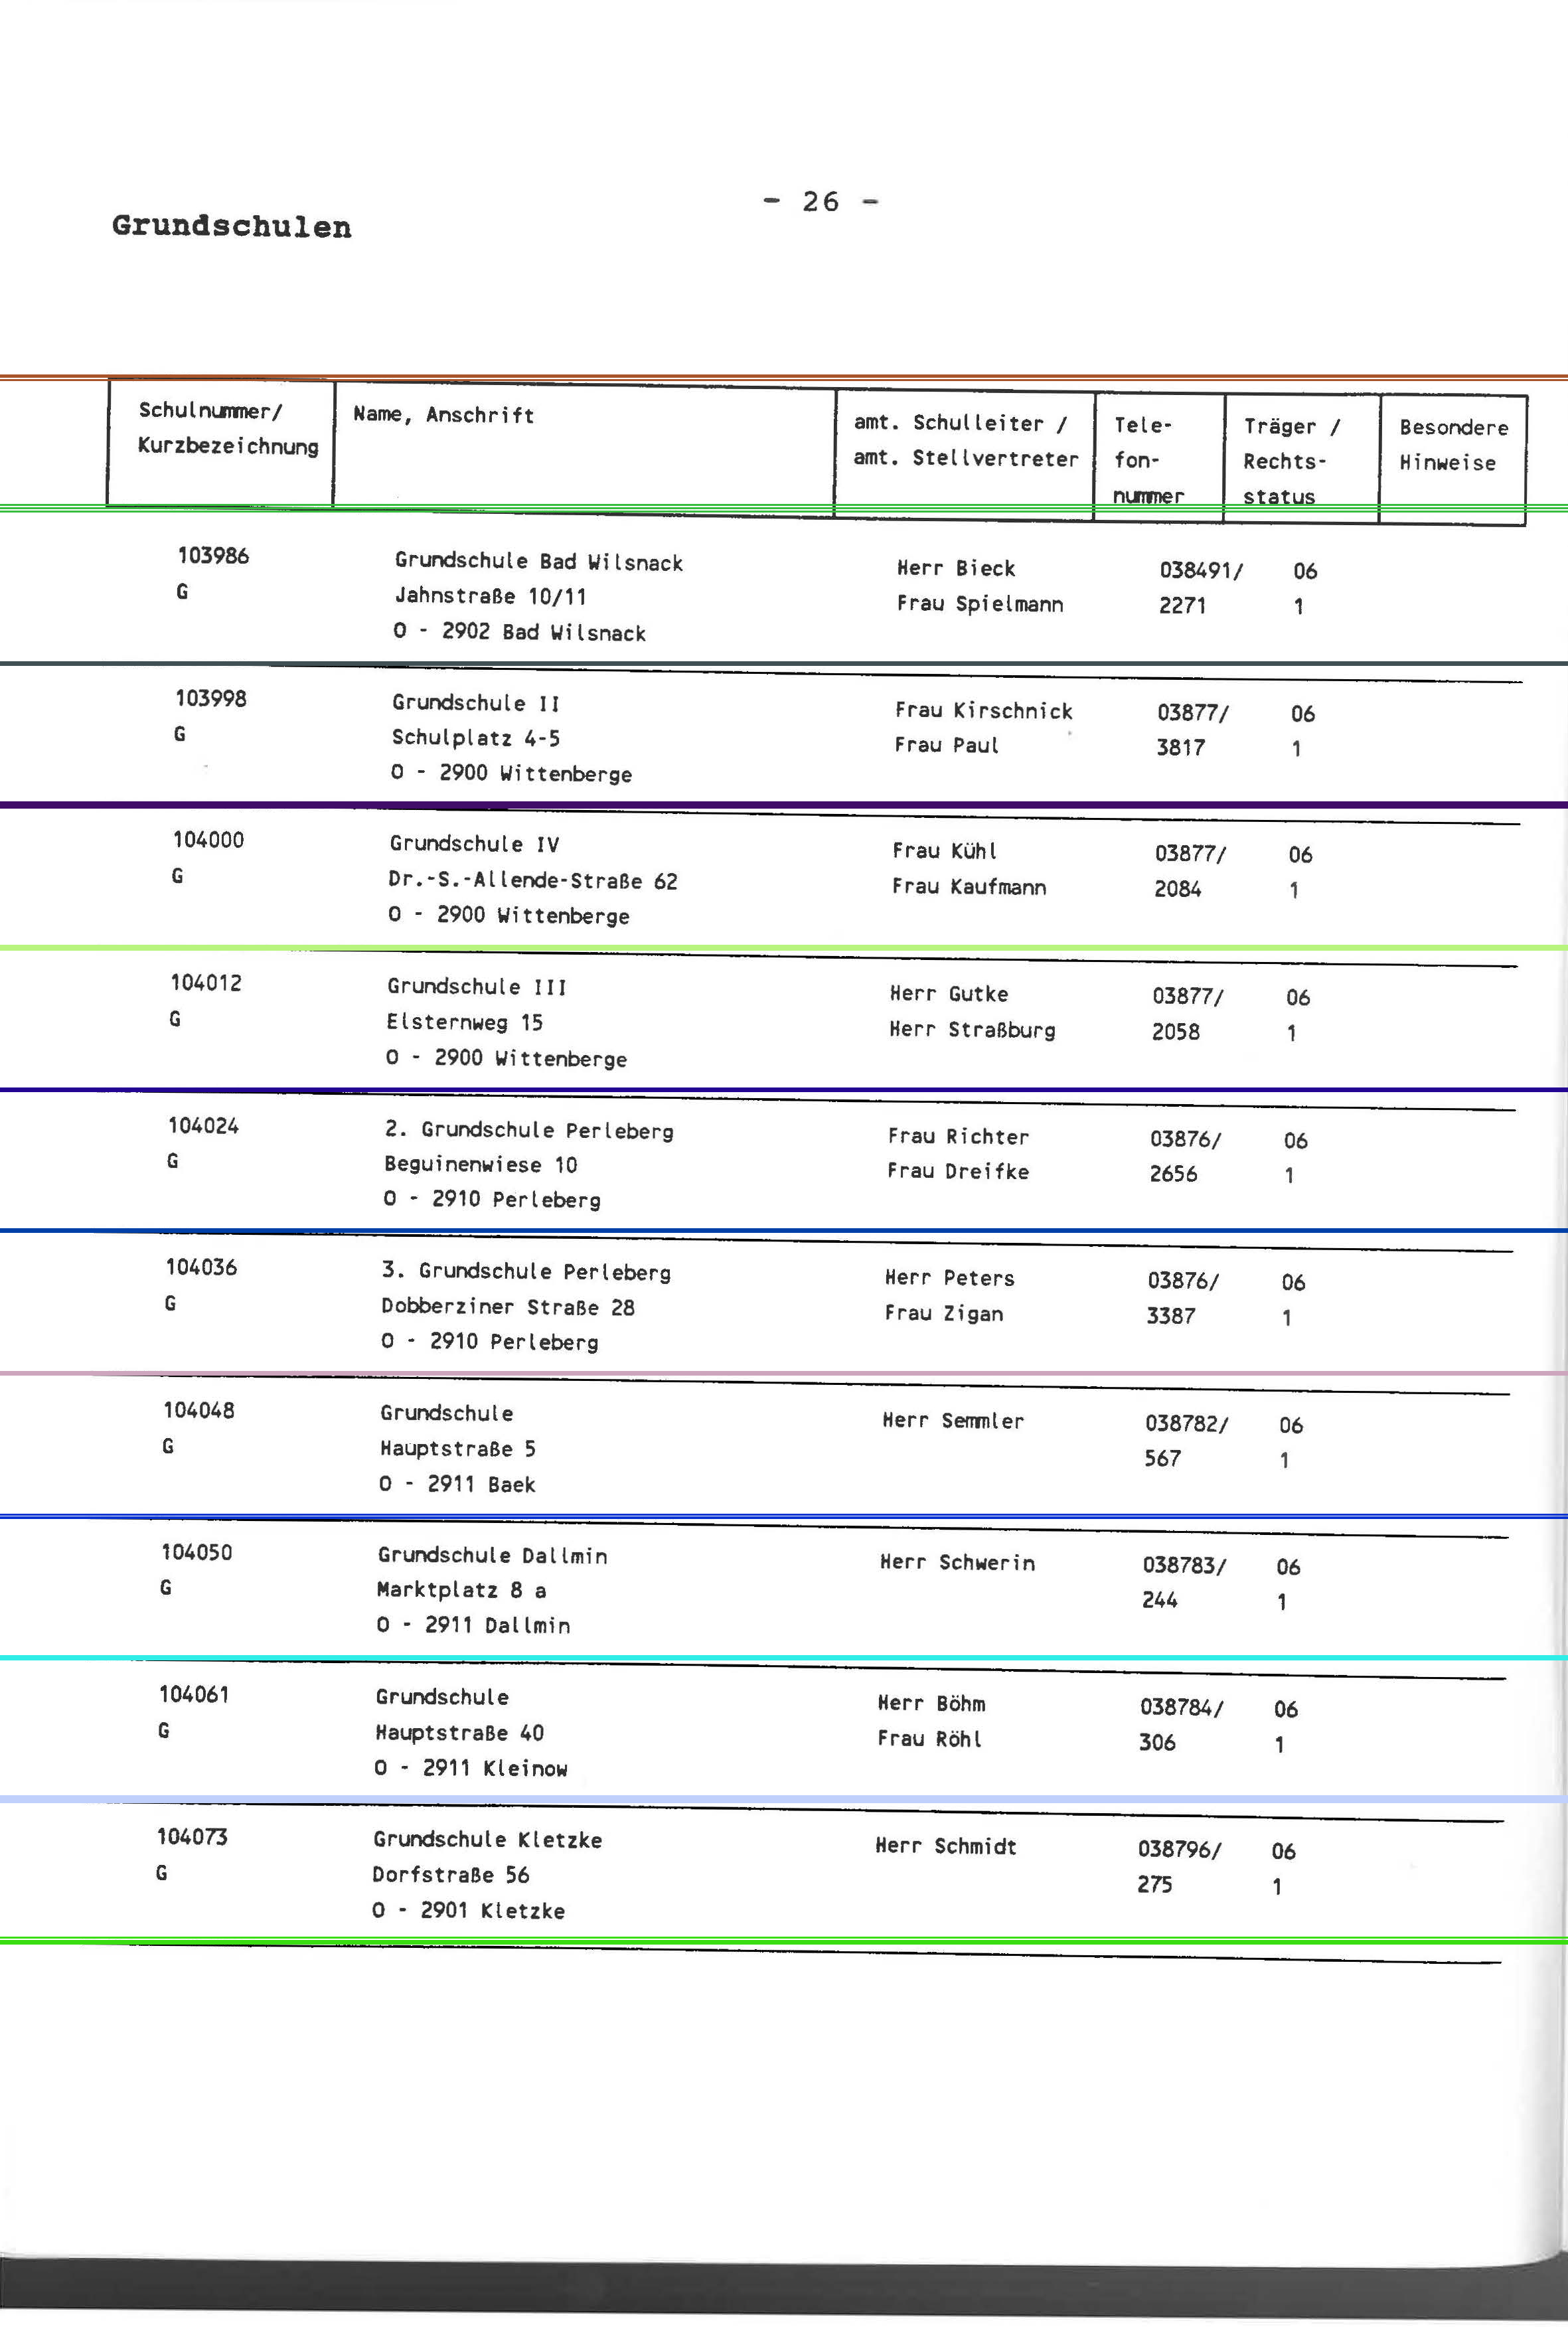 - 26 -
Grundschulen
Schulnummer/ Name, Anschrift amt. Schulleiter / Tele- Träger / Besondere
Kurzbezeichnung amt. Stellvertreter fon- Rechts- Hinweise
nummer status
103986 Grundschule Bad Wilsnack Herr Bieck 038491/ 06
G Jahnstraße 10/11 Frau Spielmann 2271 1
O - 2902 Bad Wilsnack
103998 Grundschule II Frau Kirschnick 03877/ 06
G Schulplatz 4-5 Frau Paul 3817 1
O - 2900 Wittenberge
104000 Grundschule IV Frau Kühl 03877/ 06
G Dr.-S.-Allende-Straße 62 Frau Kaufmann 2084 1
O - 2900 Wittenberge
104012 Grundschule III Herr Gutke 03877/ 06
G Elsternweg 15 Herr Straßburg 2058 1
O - 2900 Wittenberge
104024 2. Grundschule Perleberg Frau Richter 03876/ 06
G Beguinenwiese 10 Frau Dreifke 2656 1
O - 2910 Perleberg
104036 3. Grundschule Perleberg Herr Peters 03876/ 06
G Dobberziner Straße 28 Frau Zigan 3387 1
O - 2910 Perleberg
104048 Grundschule Herr Semmler 038782/ 06
G Hauptstraße 5 567 1
O - 2911 Baek
104050 Grundschule Dallmin Herr Schwerin 038783/ 06
G Marktplatz 8 a 244 1
O - 2911 Dallmin
104061 Grundschule Herr Böhm 038784/ 06
G Hauptstraße 40 Frau Röhl 306 1
O - 2911 Kleinow
104073 Grundschule Kletzke Herr Schmidt 038796/ 06
G Dorfstraße 56 275 1
O - 2901 Kletzke